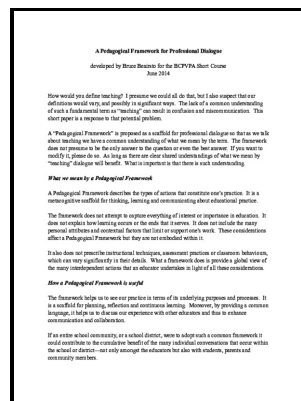 A Pedagogical Framework for Professional Dialogue
developed by Bruce Beairsto for the BCPVPA Short Course
June 2014
How would you define teaching? I presume we could all do that, but I also suspect that our
definitions would vary, and possibly in significant ways. The lack of a common understanding
of such a fundamental term as "teaching" can result in confusion and miscommunication. This
short paper is a response to that potential problem.
A "Pedagogical Framework" is proposed as a scaffold for professional dialogue so that as we talk
about teaching we have a common understanding of what we mean by the term. The framework
does not presume to be the only answer to the question or even the best answer. If you want to
modify it, please do so. As long as there are clear shared understandings of what we mean by
"teaching" dialogue will benefit. What is important is that there is such understanding.
What we mean by a Pedagogical Framework
A Pedagogical Framework describes the types of actions that constitute one's practice. It is a
metacognitive scaffold for thinking, learning and communicating about educational practice.
The framework does not attempt to capture everything of interest or importance in education. It
does not explain how learning occurs or the ends that it serves. It does not include the many
personal attributes and contextual factors that limit or support one's work. These considerations
affect a Pedagogical Framework but they are not embedded within it.
It also does not prescribe instructional techniques, assessment practices or classroom behaviours,
which can vary significantly in their details. What a framework does is provide a global view of
the many interdependent actions that an educator undertakes in light of all these considerations.
How a Pedagogical Framework is useful
The framework helps us to see our practice in terms of its underlying purposes and processes. It
is a scaffold for planning, reflection and continuous learning. Moreover, by providing a common
language, it helps us to discuss our experience with other educators and thus to enhance
communication and collaboration.
If an entire school community, or a school district, were to adopt such a common framework it
could contribute to the cumulative benefit of the many individual conversations that occur within
the school or district—not only amongst the educators but also with students, parents and
community members.